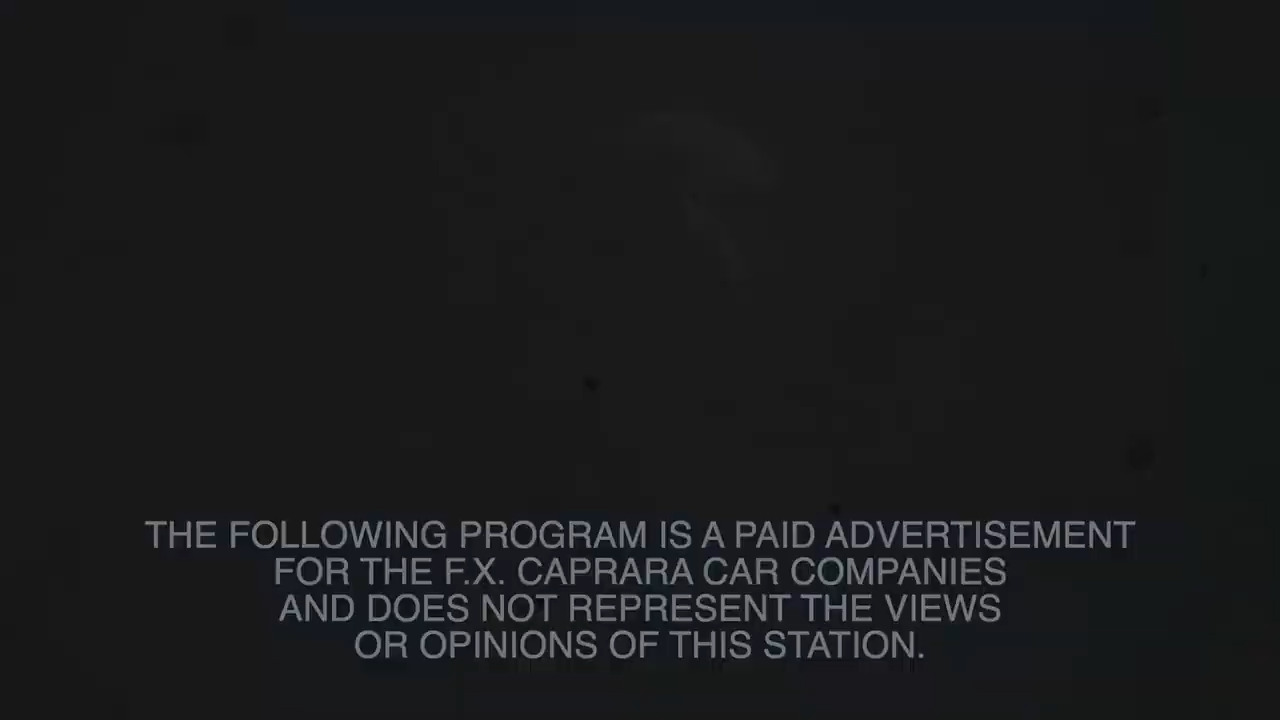 THE FOLLOWING PROGRAM IS A PAID ADVERTISEMENT
FOR THE F.X. CAPRARA CAR COMPANIES
AND DOES NOT REPRESENT THE VIEWS
OR OPINIONS OF THIS STATION.